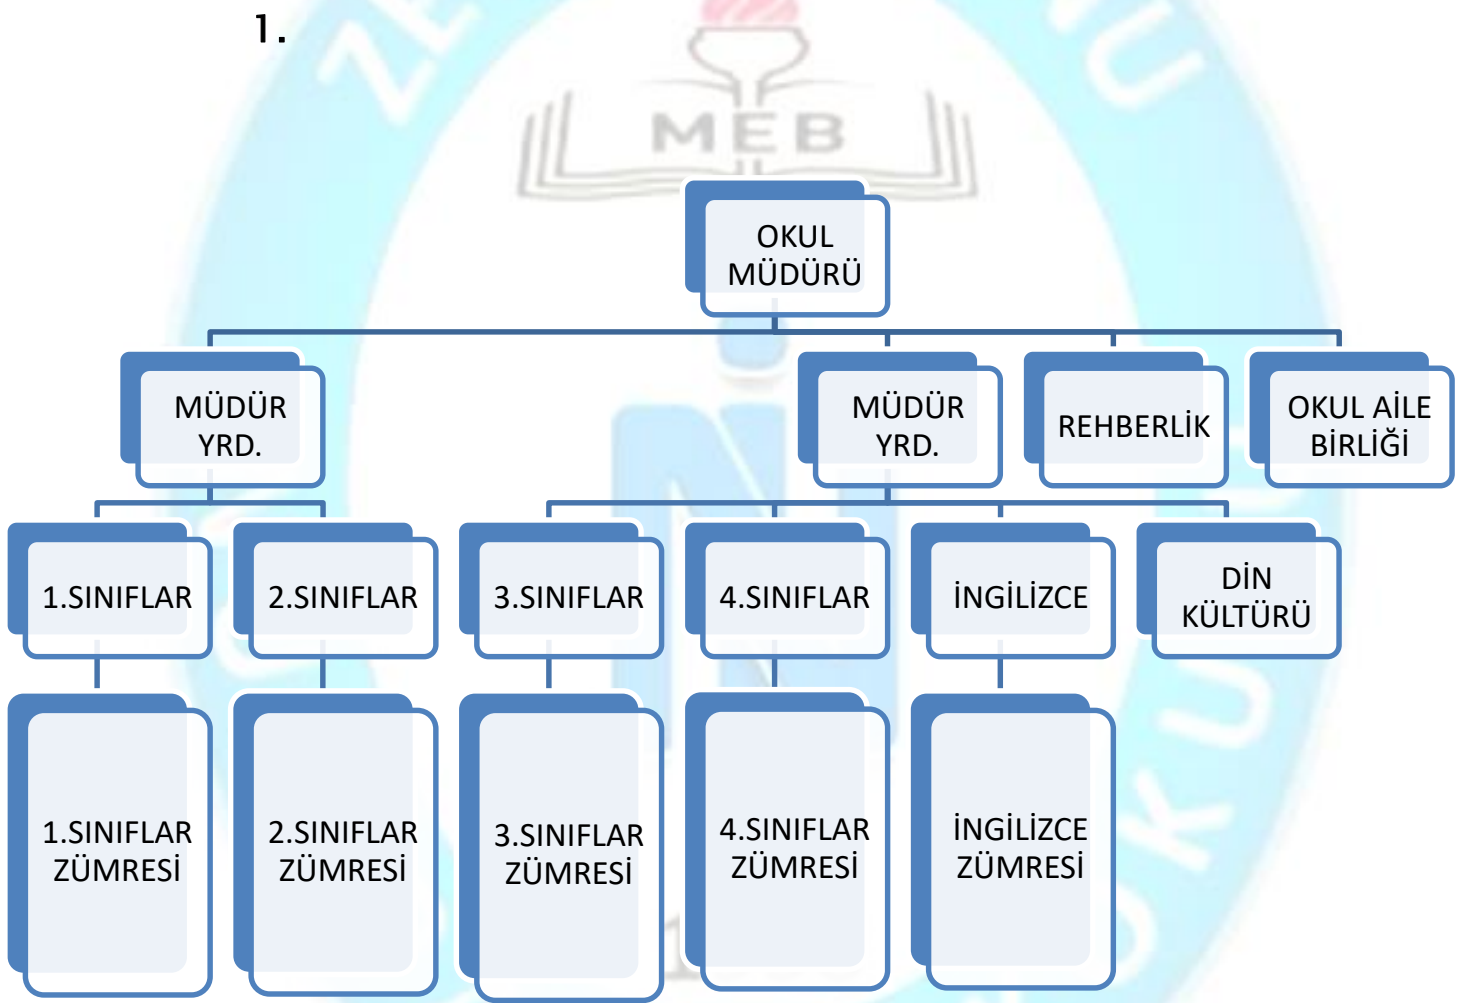 1.
MEB
OKUL
MÜDÜRÜ
MÜDÜR
YRD.
MÜDÜR
YRD.
REHBERLİK
OKUL AİLE
BİRLİĞİ
1.SINIFLAR
2.SINIFLAR
3.SINIFLAR
4.SINIFLAR
İNGİLİZCE
DİN
KÜLTÜRÜ
1.SINIFLAR
ZÜMRESİ
2.SINIFLAR
ZÜMRESİ
3.SINIFLAR
ZÜMRESİ
4.SINIFLAR
ZÜMRESİ
İNGİLİZCE
ZÜMRESİ